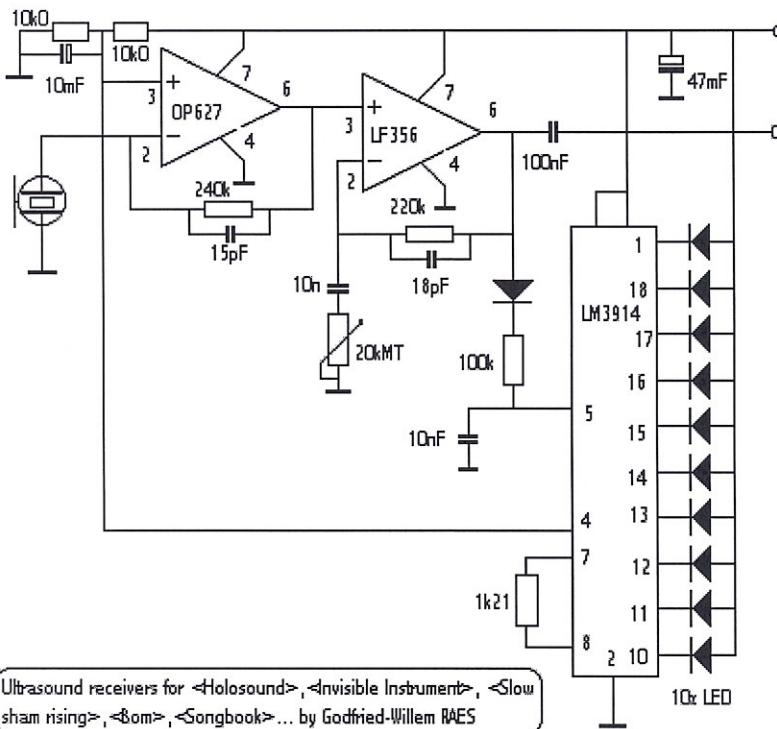 10k0
10k0
10mF
3
+
7
6
OP627
2
−
4
240k
15pF
3
+
7
6
LF356
2
−
4
220k
18pF
100nF
47mF
10n
20kMT
100k
10nF
LM3914
1
18
17
16
5
15
14
4
13
7
12
1k21
11
8
2
10
10x LED
Ultrasound receivers for <Holosound>, <Invisible Instrument>, <Slow
sham rising>, <Bom>, <Songbook>... by Godfried-Willem RAES